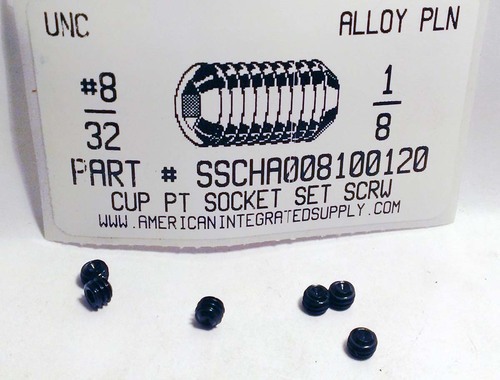 UNC ALLOY PLN
#8 1
32 8
PART # SSCHA008100120
CUP PT SOCKET SET SCRW
WWW.AMERICANINTEGRATEDSUPPLY.COM